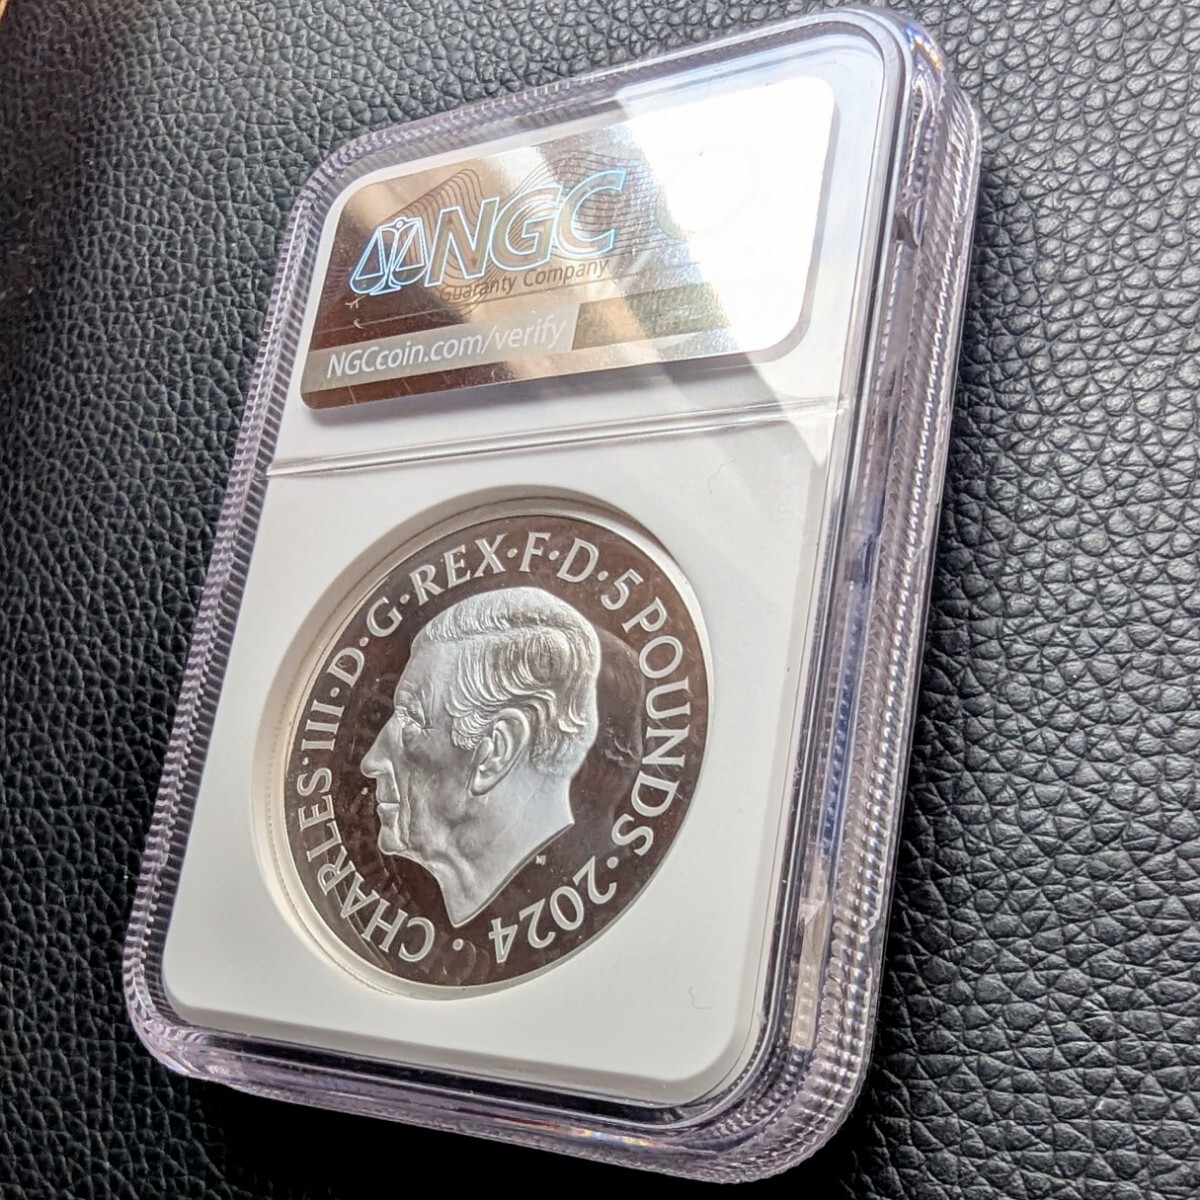 NGC
Guaranty Company
NGCcoin.com/verify
CHARLES·III·D·G·REX·F·D·5 POUNDS·2024·